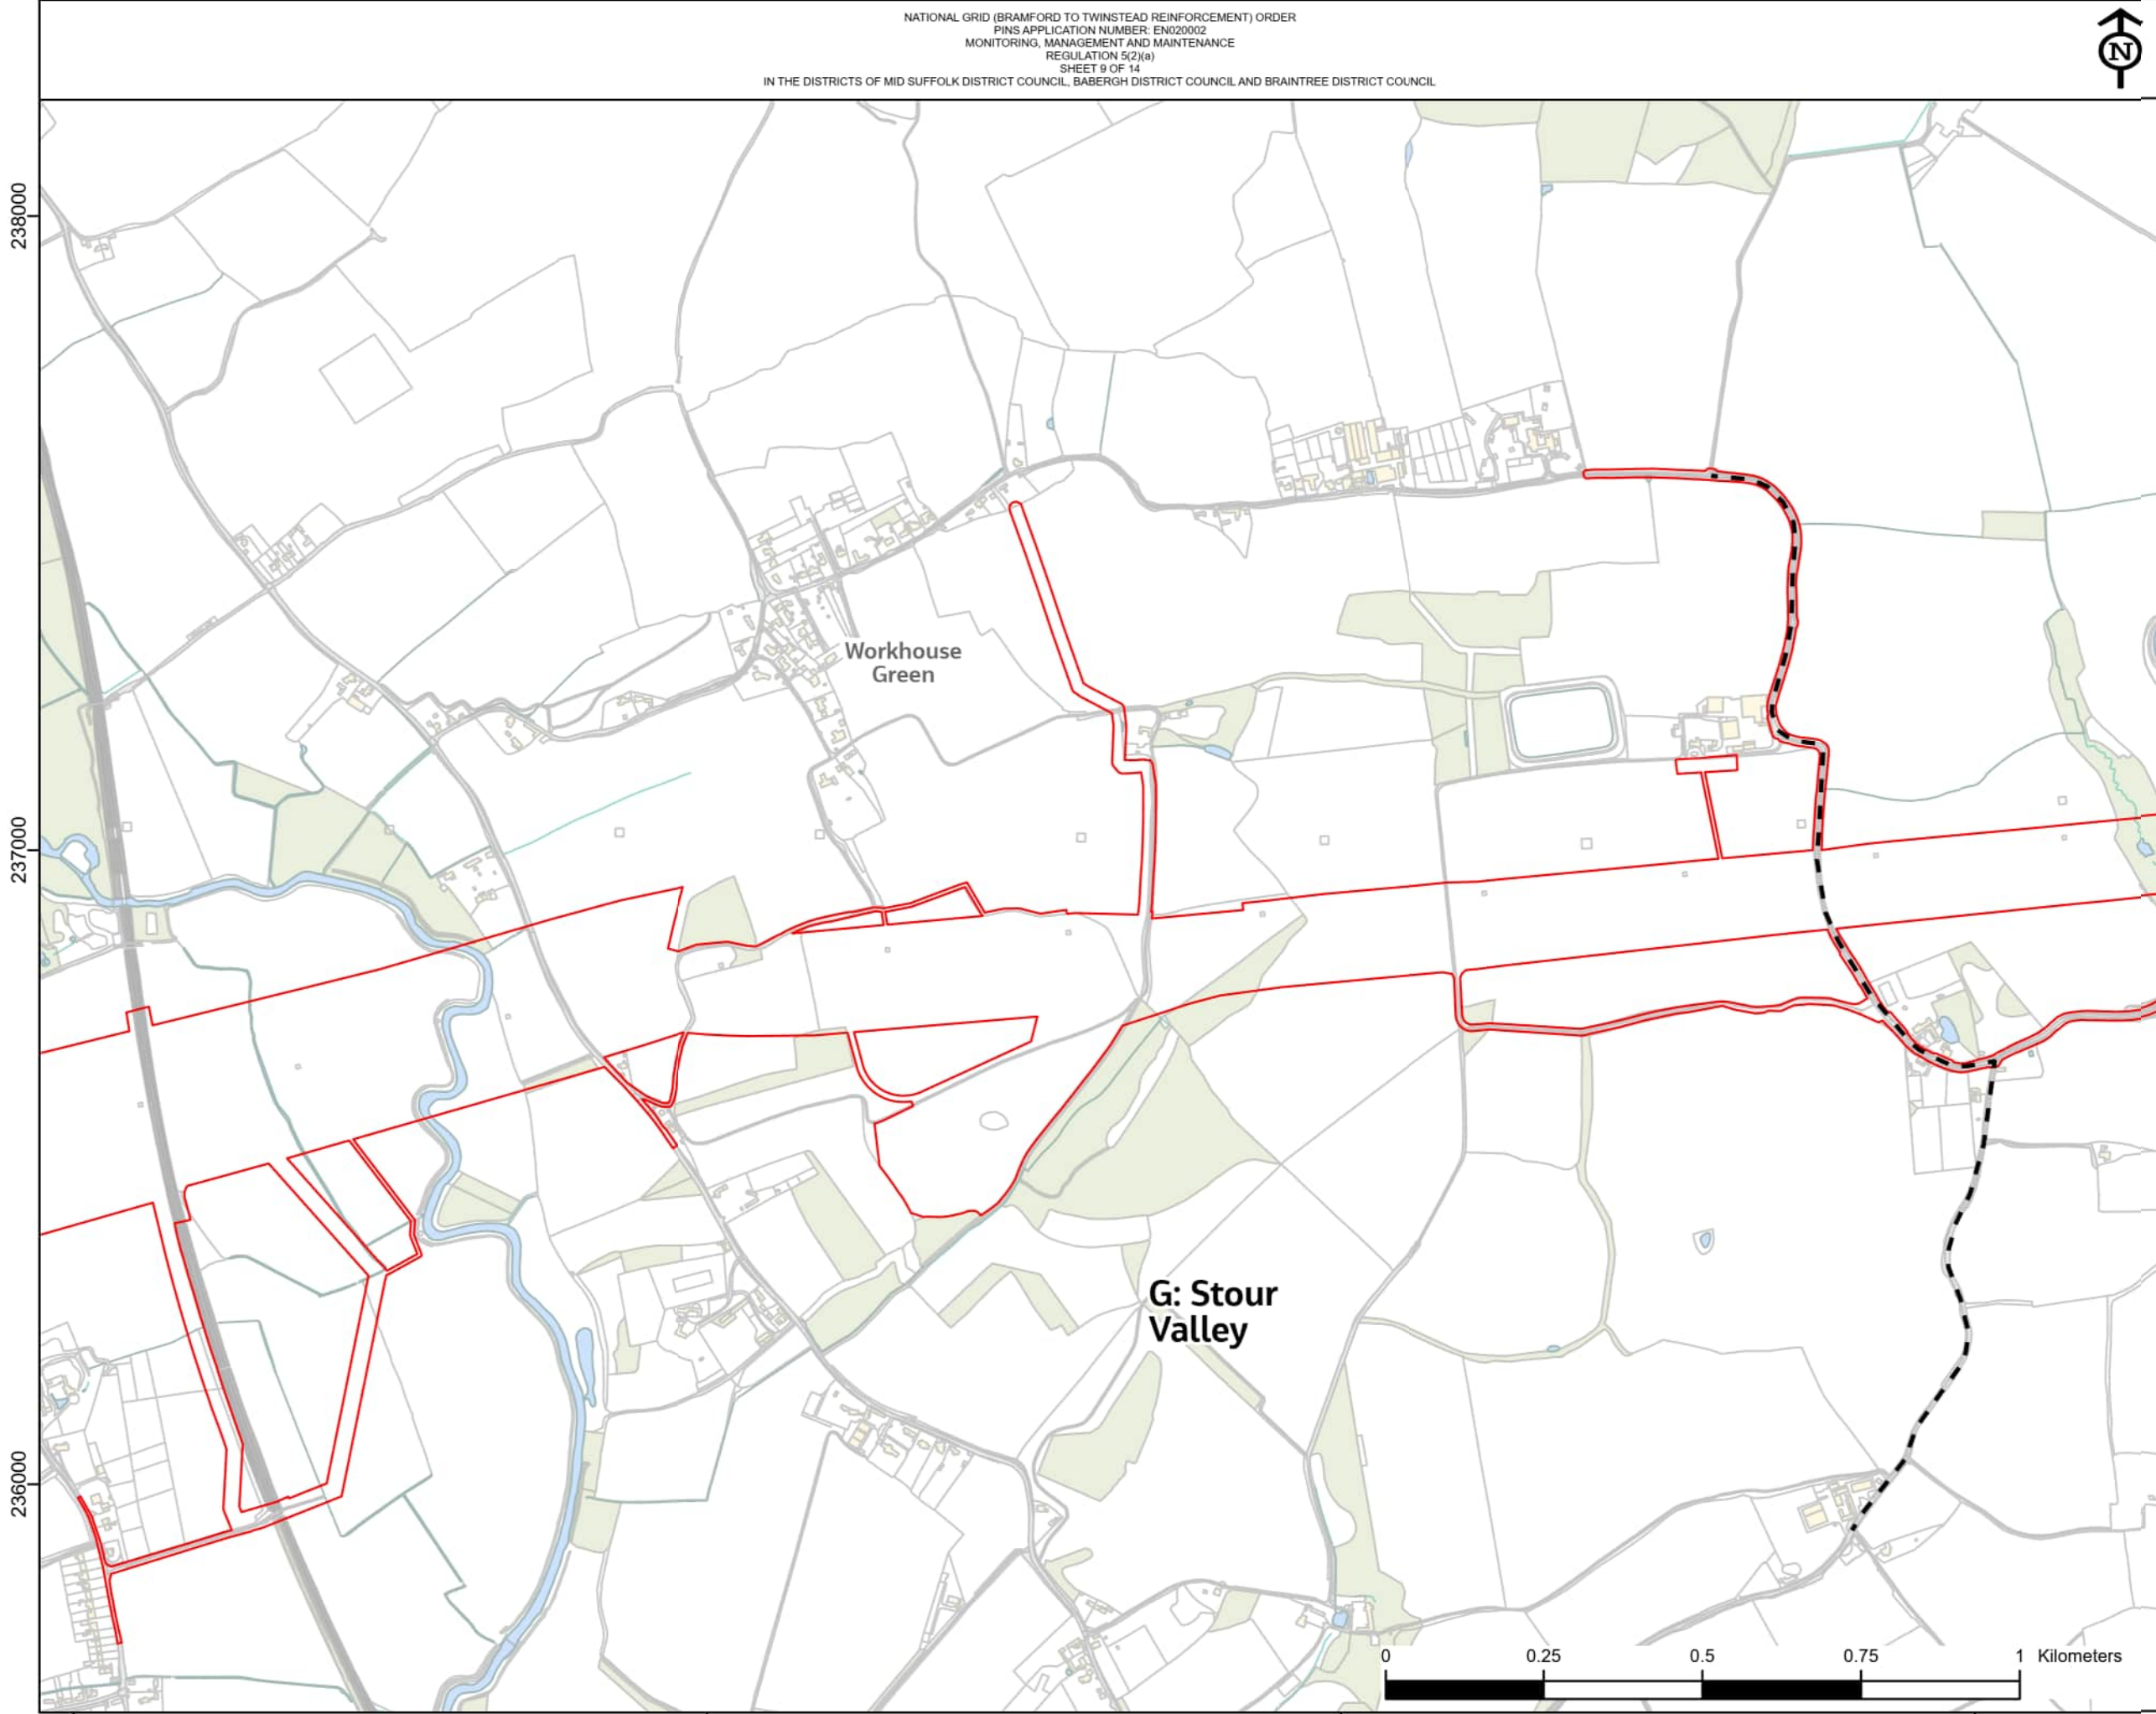 NATIONAL GRID (BRAMFORD TO TWINSTEAD REINFORCEMENT) ORDER
PINS APPLICATION NUMBER: EN020002
MONITORING, MANAGEMENT AND MAINTENANCE
REGULATION 5(2)(a)
SHEET 9 OF 14
IN THE DISTRICTS OF MID SUFFOLK DISTRICT COUNCIL, BABERGH DISTRICT COUNCIL AND BRAINTREE DISTRICT COUNCIL
N
238000
Workhouse
Green
237000
G: Stour
Valley
236000
0 0.25 0.5 0.75 1 Kilometers